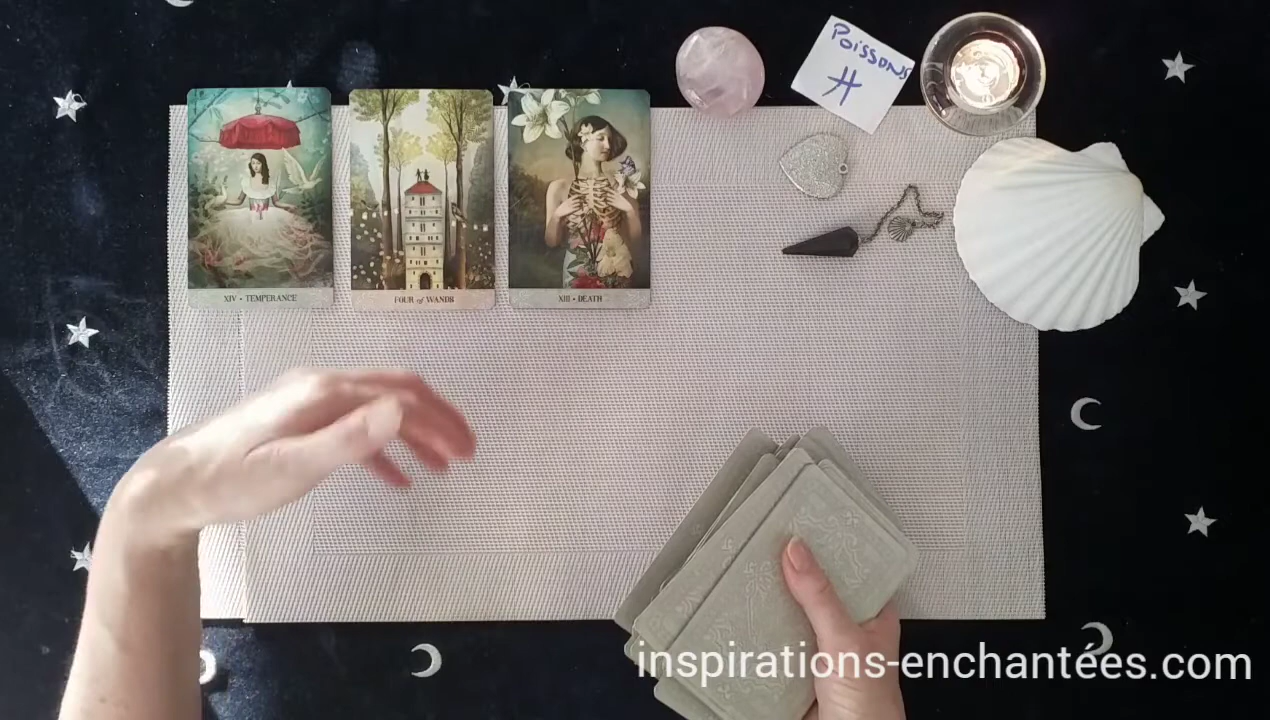 Poissons
XIV • TEMPERANCE
FOUR of WANDS
XIII • DEATH
inspirations-enchantées.com